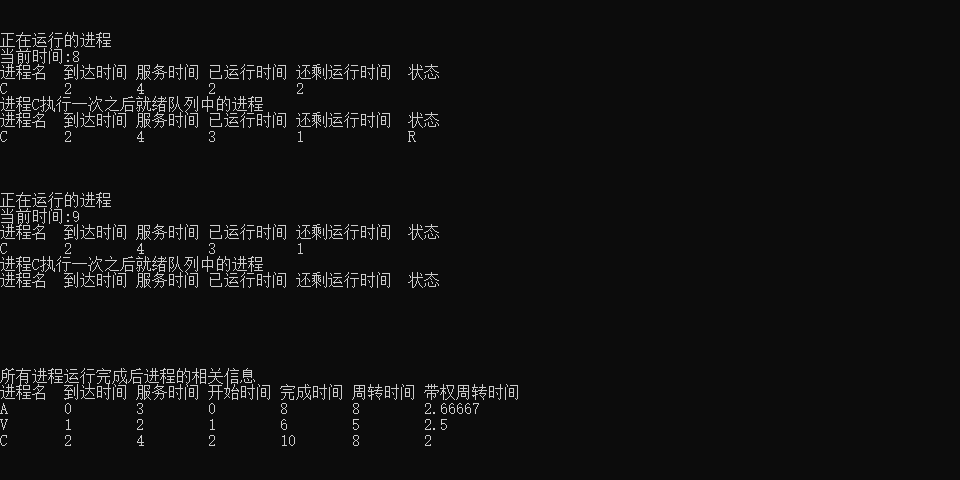 正在运行的进程
当前时间:8
进程名 到达时间 服务时间 已运行时间 还剩运行时间 状态
C 2 4 2 2
进程C执行一次之后就绪队列中的进程
进程名 到达时间 服务时间 已运行时间 还剩运行时间 状态
C 2 4 3 1 R
正在运行的进程
当前时间:9
进程名 到达时间 服务时间 已运行时间 还剩运行时间 状态
C 2 4 3 1
进程C执行一次之后就绪队列中的进程
进程名 到达时间 服务时间 已运行时间 还剩运行时间 状态
所有进程运行完成后进程的相关信息
进程名 到达时间 服务时间 开始时间 完成时间 周转时间 带权周转时间
A 0 3 0 8 8 2.66667
V 1 2 1 6 5 2.5
C 2 4 2 10 8 2